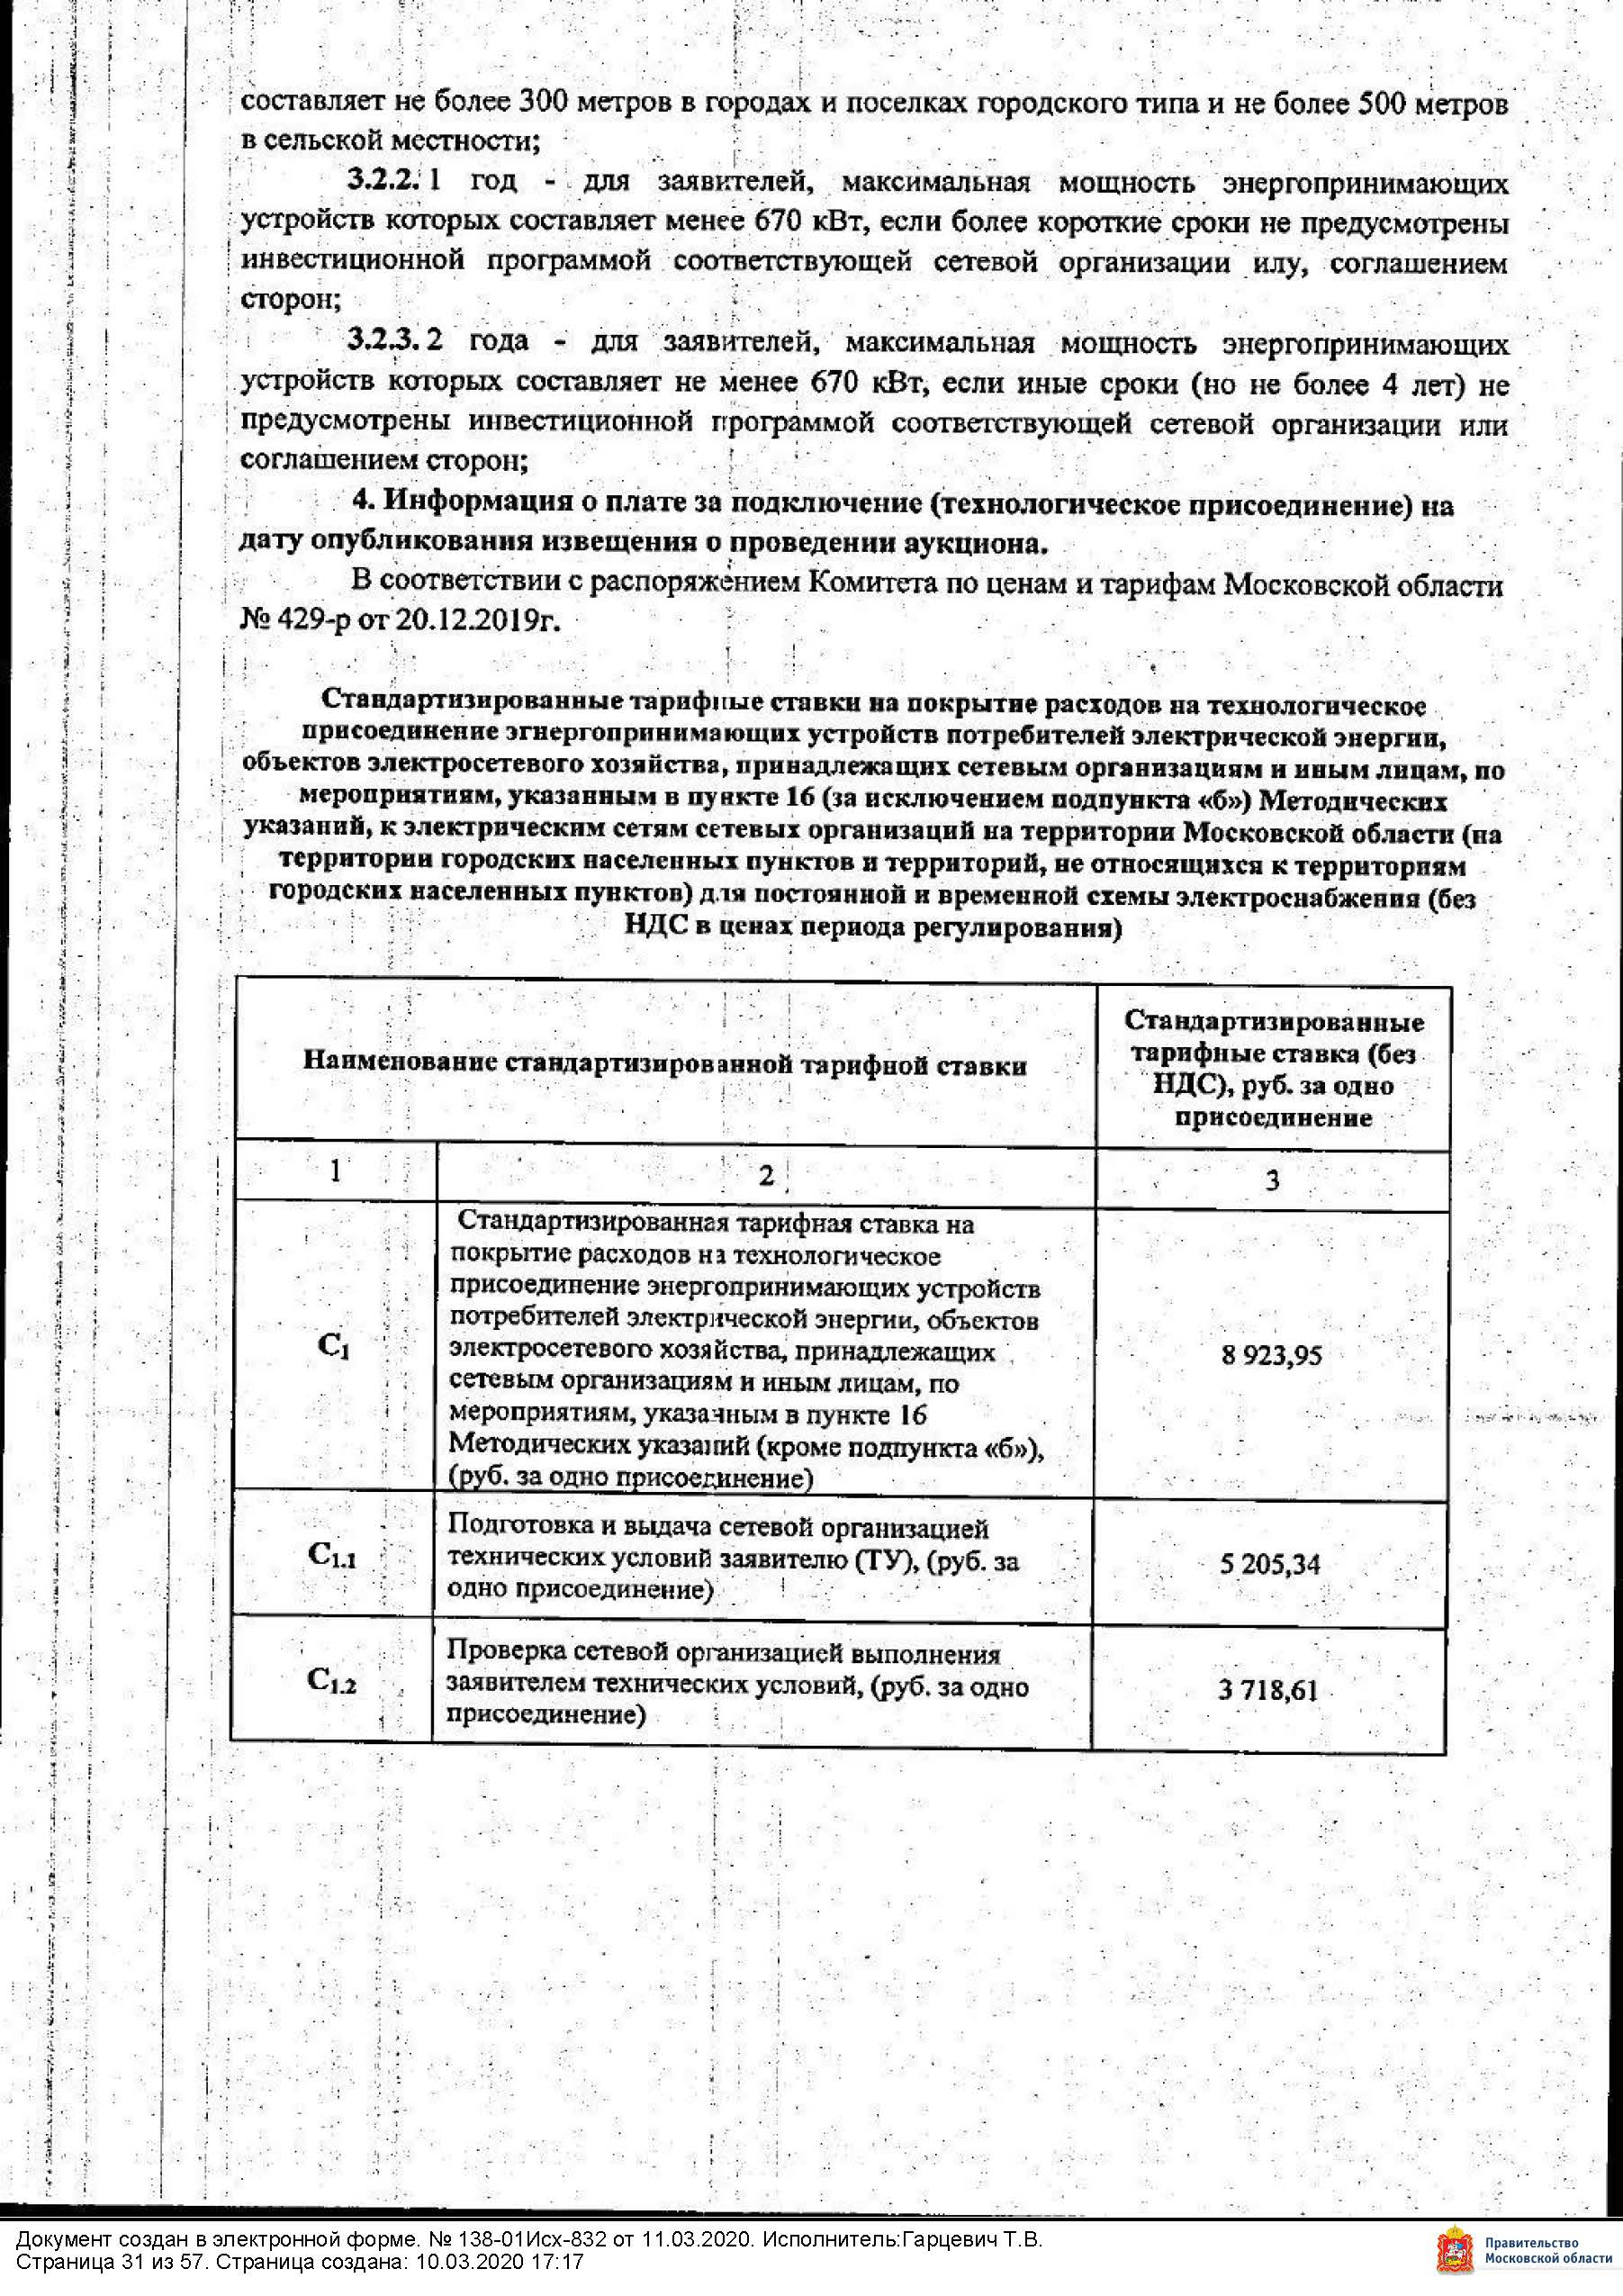 составляет не более 300 метров в городах и поселках городского типа и не более 500 метров
в сельской местности;
3.2.2. 1 год - для заявителей, максимальная мощность энергопринимающих
устройств которых составляет менее 670 кВт, если более короткие сроки не предусмотрены
инвестиционной программой соответствующей сетевой организации илу, соглашением
сторон;
3.2.3. 2 года - для заявителей, максимальная мощность энергопринимающих
устройств которых составляет не менее 670 кВт, если иные сроки (но не более 4 лет) не
предусмотрены инвестиционной программой соответствующей сетевой организации или
соглашением сторон;
4. Информация о плате за подключение (технологическое присоединение) на
дату опубликования извещения о проведении аукциона.
В соответствии с распоряжением Комитета по ценам и тарифам Московской области
№ 429-р от 20.12.2019г.
Стандартизированные тарифные ставки на покрытие расходов на технологическое
присоединение эгнергопринимающих устройств потребителей электрической энергии,
объектов электросетевого хозяйства, принадлежащих сетевым организациям и иным лицам, по
мероприятиям, указанным в пункте 16 (за исключением подпункта «б») Методических
указаний, к электрическим сетям сетевых организаций на территории Московской области (на
территории городских населенных пунктов и территорий, не относящихся к территориям
городских населенных пунктов) для постоянной и временной схемы электроснабжения (без
НДС в ценах периода регулирования)
Наименование стандартизированной тарифной ставки
Стандартизированные
тарифные ставка (без
НДС), руб. за одно
присоединение
1
2
3
С1
Стандартизированная тарифная ставка на
покрытие расходов на технологическое
присоединение энергопринимающих устройств
потребителей электрической энергии, объектов
электросетевого хозяйства, принадлежащих
сетевым организациям и иным лицам, по
мероприятиям, указанным в пункте 16
Методических указаний (кроме подпункта «б»),
(руб. за одно присоединение)
8 923,95
С1.1
Подготовка и выдача сетевой организацией
технических условий заявителю (ТУ), (руб. за
одно присоединение)
5 205,34
С1.2
Проверка сетевой организацией выполнения
заявителем технических условий, (руб. за одно
присоединение)
3 718,61
Документ создан в электронной форме. № 138-01Исх-832 от 11.03.2020. Исполнитель:Гарцевич Т.В.
Страница 31 из 57. Страница создана: 10.03.2020 17:17
Правительство
Московской области